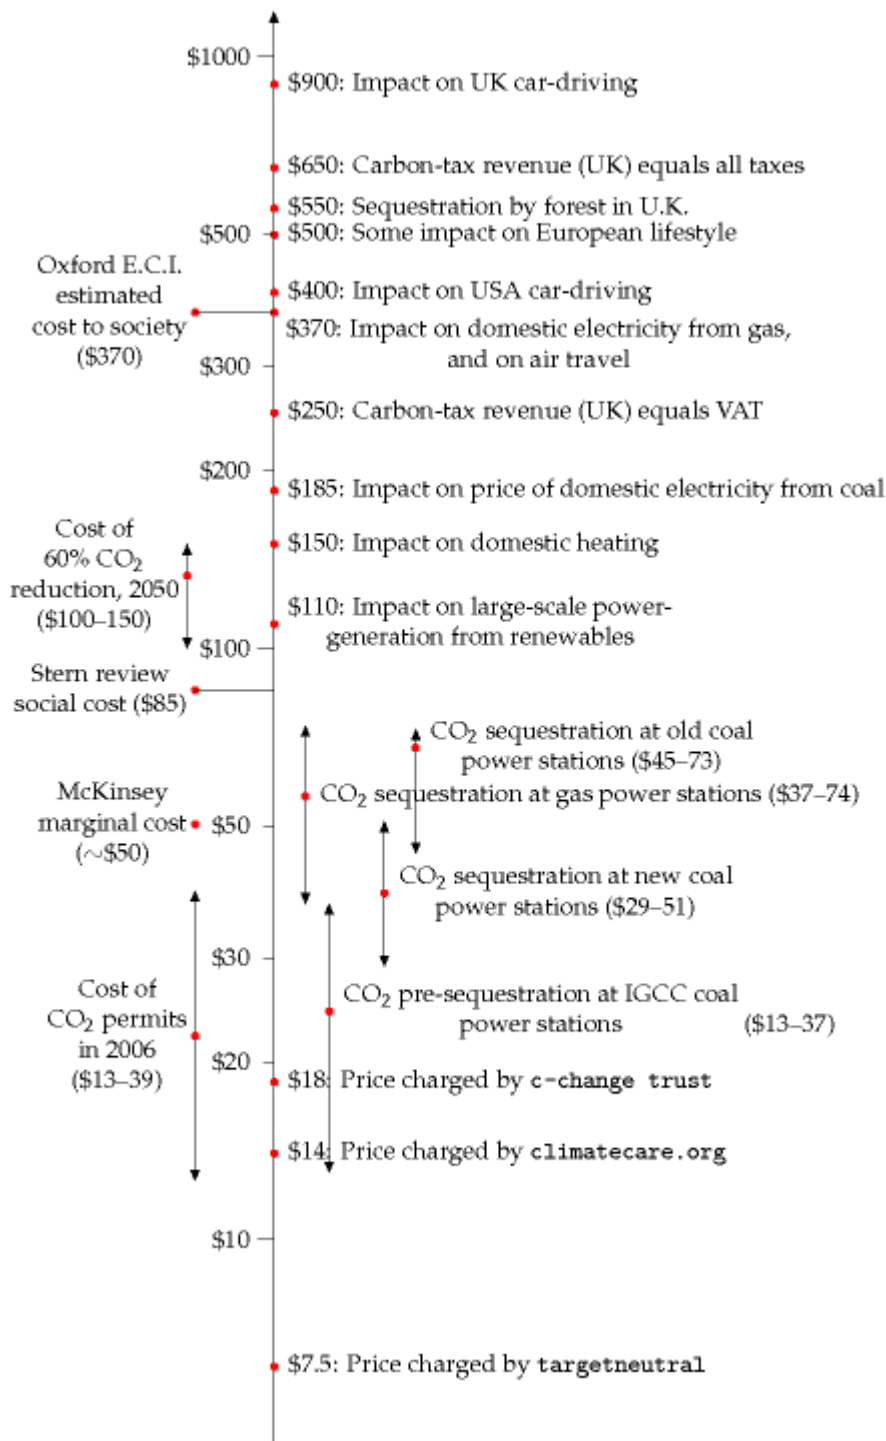 $1000
$900: Impact on UK car-driving
$650: Carbon-tax revenue (UK) equals all taxes
$550: Sequestration by forest in U.K.
$500
$500: Some impact on European lifestyle
Oxford E.C.I.
estimated
cost to society
($370)
$400: Impact on USA car-driving
$370: Impact on domestic electricity from gas,
and on air travel
$300
$250: Carbon-tax revenue (UK) equals VAT
$200
$185: Impact on price of domestic electricity from coal
Cost of
60% CO₂
reduction, 2050
($100–150)
$150: Impact on domestic heating
$110: Impact on large-scale power-
generation from renewables
$100
Stern review
social cost ($85)
CO₂ sequestration at old coal
power stations ($45–73)
McKinsey
marginal cost
(∼$50)
CO₂ sequestration at gas power stations ($37–74)
$50
CO₂ sequestration at new coal
power stations ($29–51)
$30
Cost of
CO₂ permits
in 2006
($13–39)
CO₂ pre-sequestration at IGCC coal
power stations ($13–37)
$20
$18: Price charged by c-change trust
$14: Price charged by climatecare.org
$10
$7.5: Price charged by targetneutral